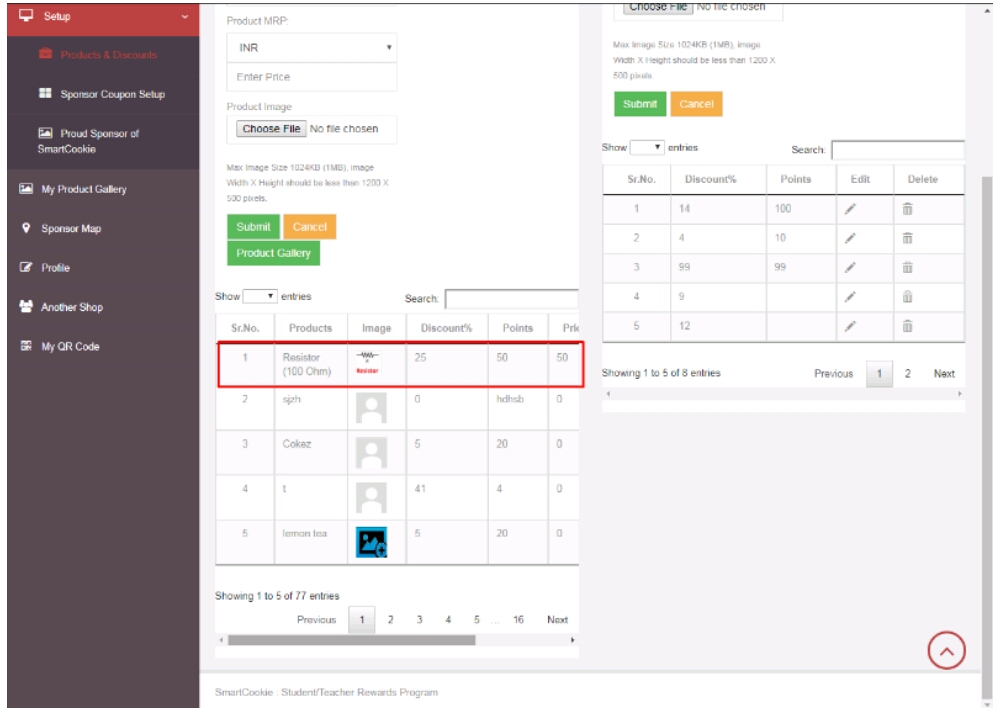 Setup
Products & Discounts
Sponsor Coupon Setup
Proud Sponsor of
SmartCookie
My Product Gallery
Sponsor Map
Profile
Another Shop
My QR Code
Product MRP:
INR
Enter Price
Product Image
Choose File No file chosen
Max Image Size 1024KB (1MB), image
Width X Height should be less than 1200 X
500 pixels.
Submit Cancel
Product Gallery
Show entries Search:
Sr.No. Products Image Discount% Points Pric
1 Resistor 25 50 50
(100 Ohm) Resistor
2 sjzh 0 hdhsb 0
3 Cokez 5 20 0
4 t 41 4 0
5 lemon tea 5 20 0
Showing 1 to 5 of 77 entries
Previous 1 2 3 4 5 ... 16 Next
Choose File No file chosen
Max Image Size 1024KB (1MB), image
Width X Height should be less than 1200 X
500 pixels.
Submit Cancel
Show entries Search:
Sr.No. Discount% Points Edit Delete
1 14 100
2 4 10
3 99 99
4 9
5 12
Showing 1 to 5 of 8 entries Previous 1 2 Next
SmartCookie : Student/Teacher Rewards Program